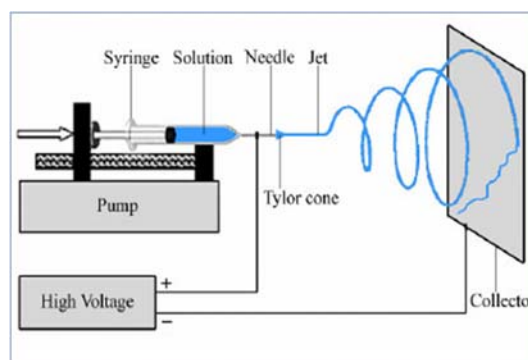 Syringe Solution Needle Jet
Tylor cone
Pump
+
High Voltage
−
Collecto